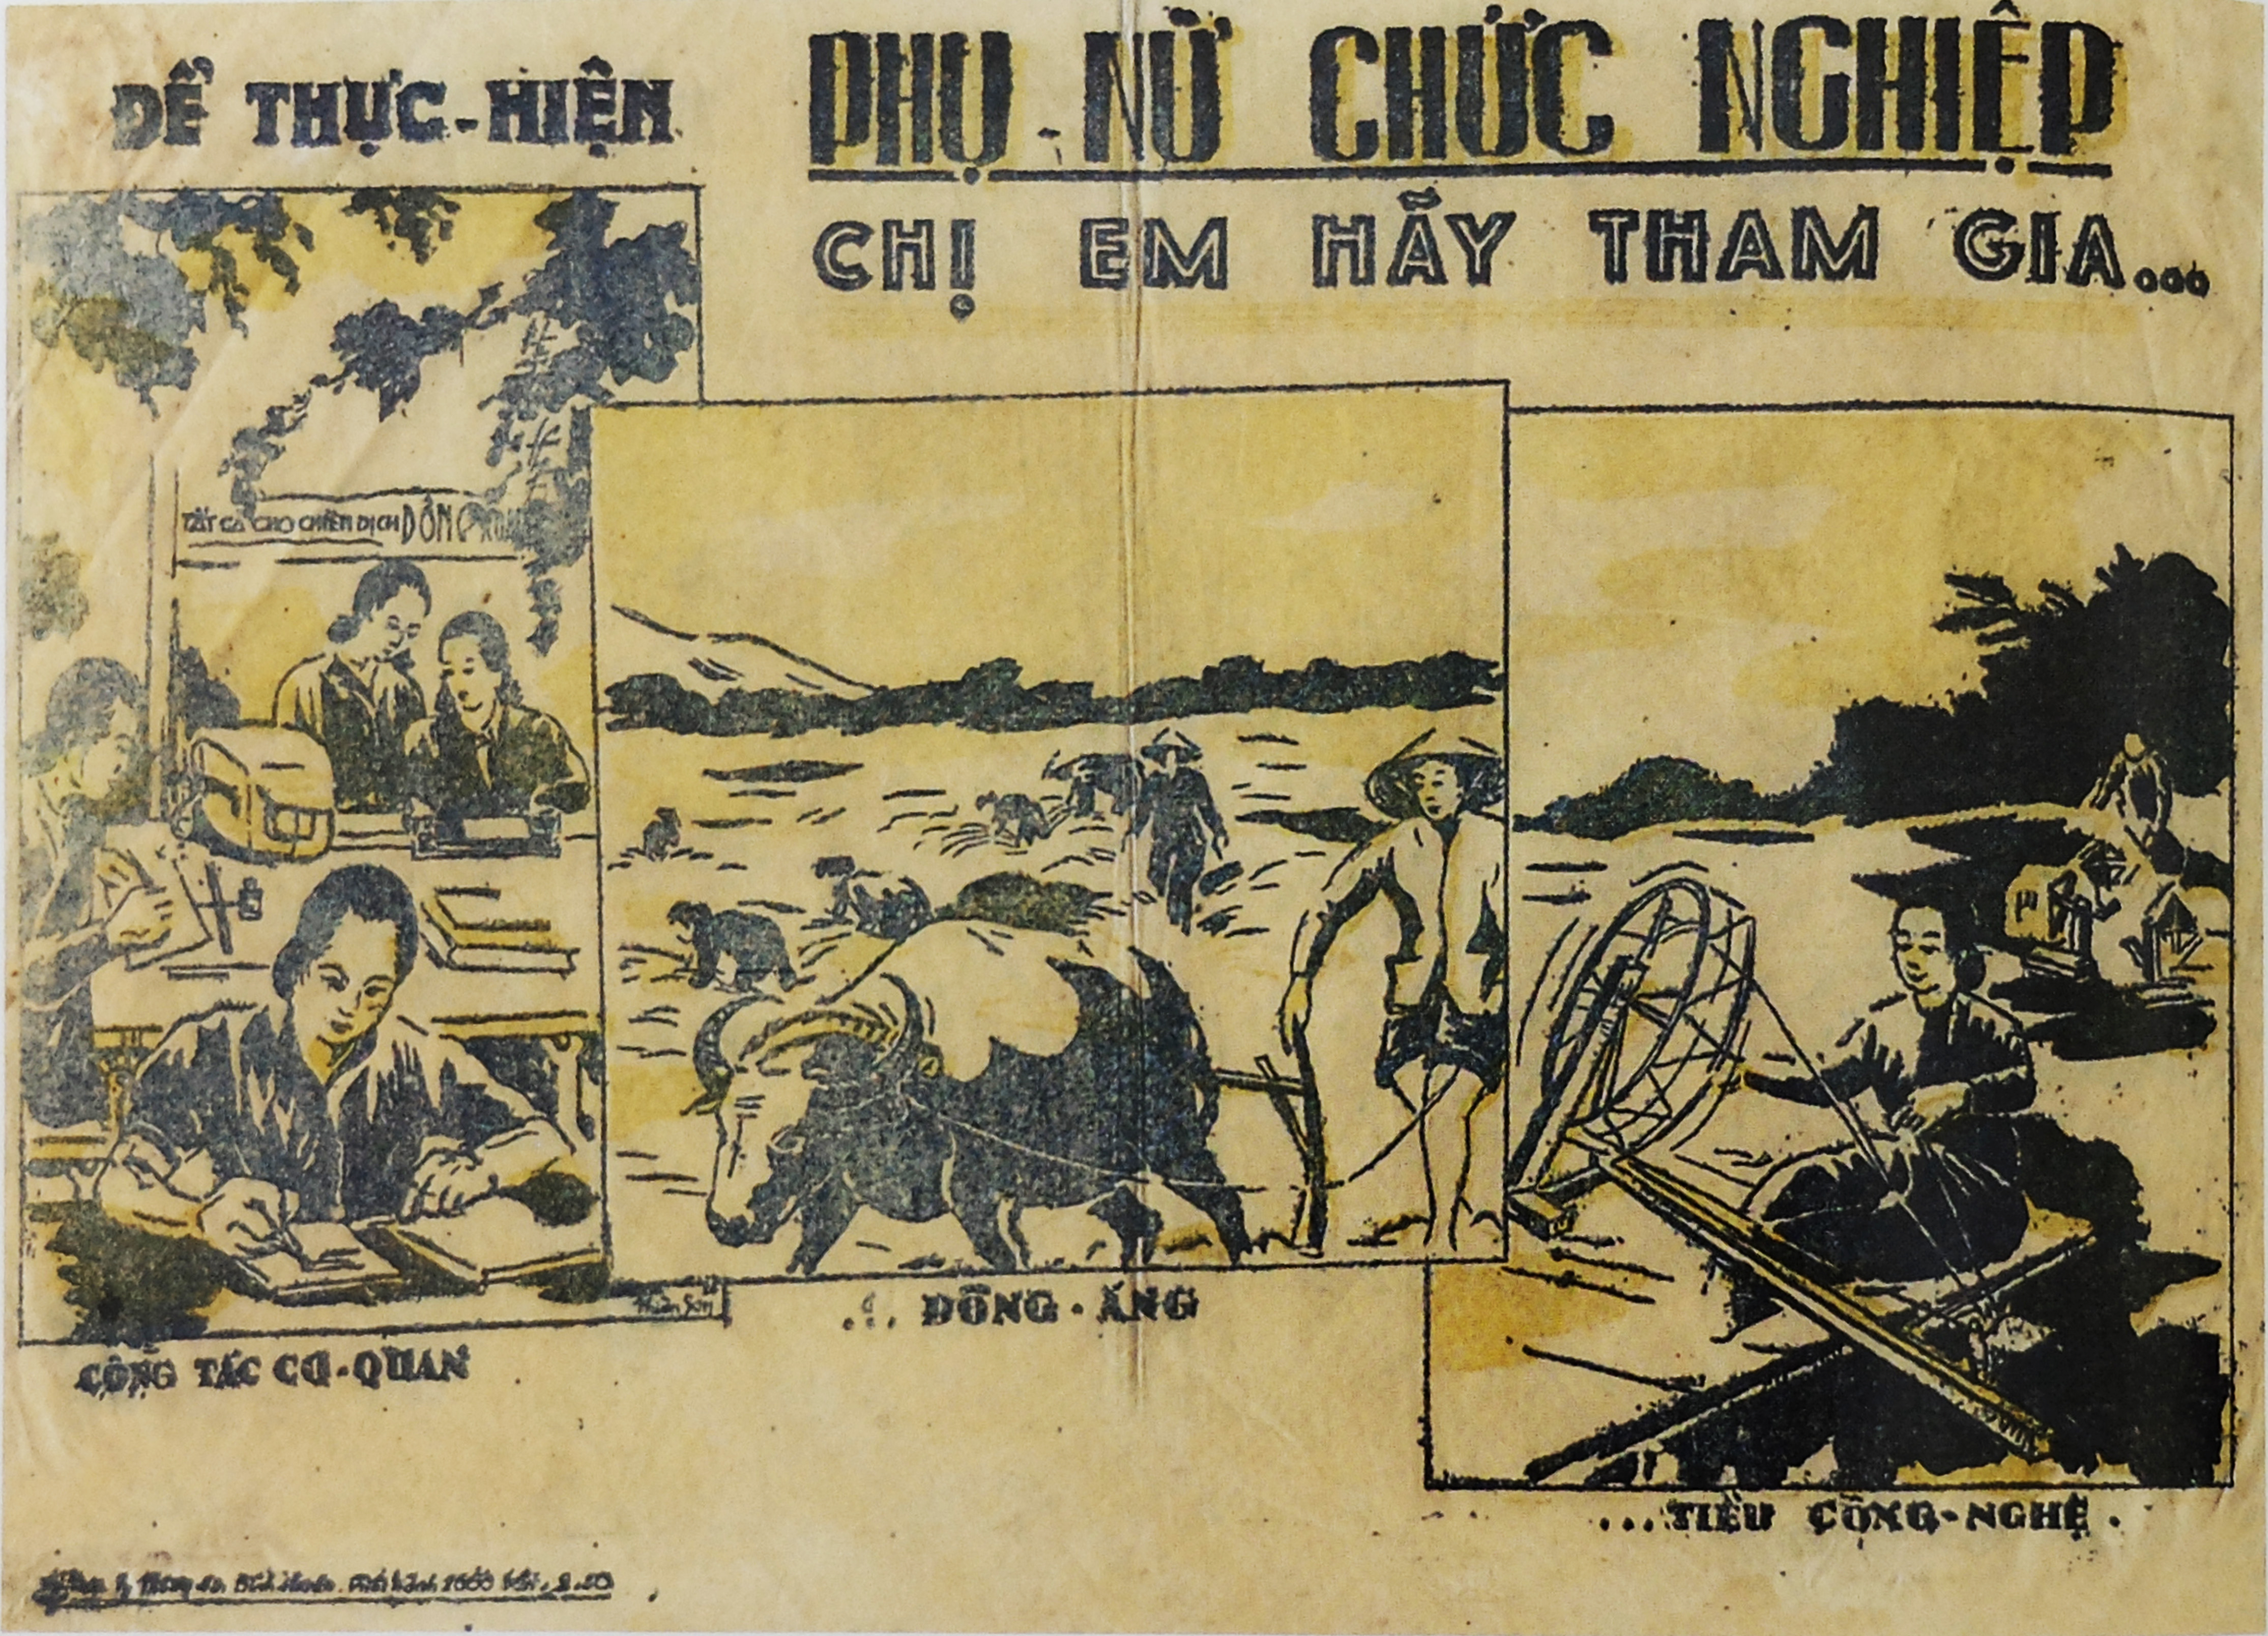 ĐỂ THỰC-HIỆN
PHỤ-NỮ CHỨC NGHIỆP
CHỊ EM HÃY THAM GIA...
TẤT CẢ CHO CHIẾN DỊCH ĐÔNG
CÔNG TÁC CƠ-QUAN
... ĐỒNG-ÁNG
...TIỂU CÔNG-NGHỆ.